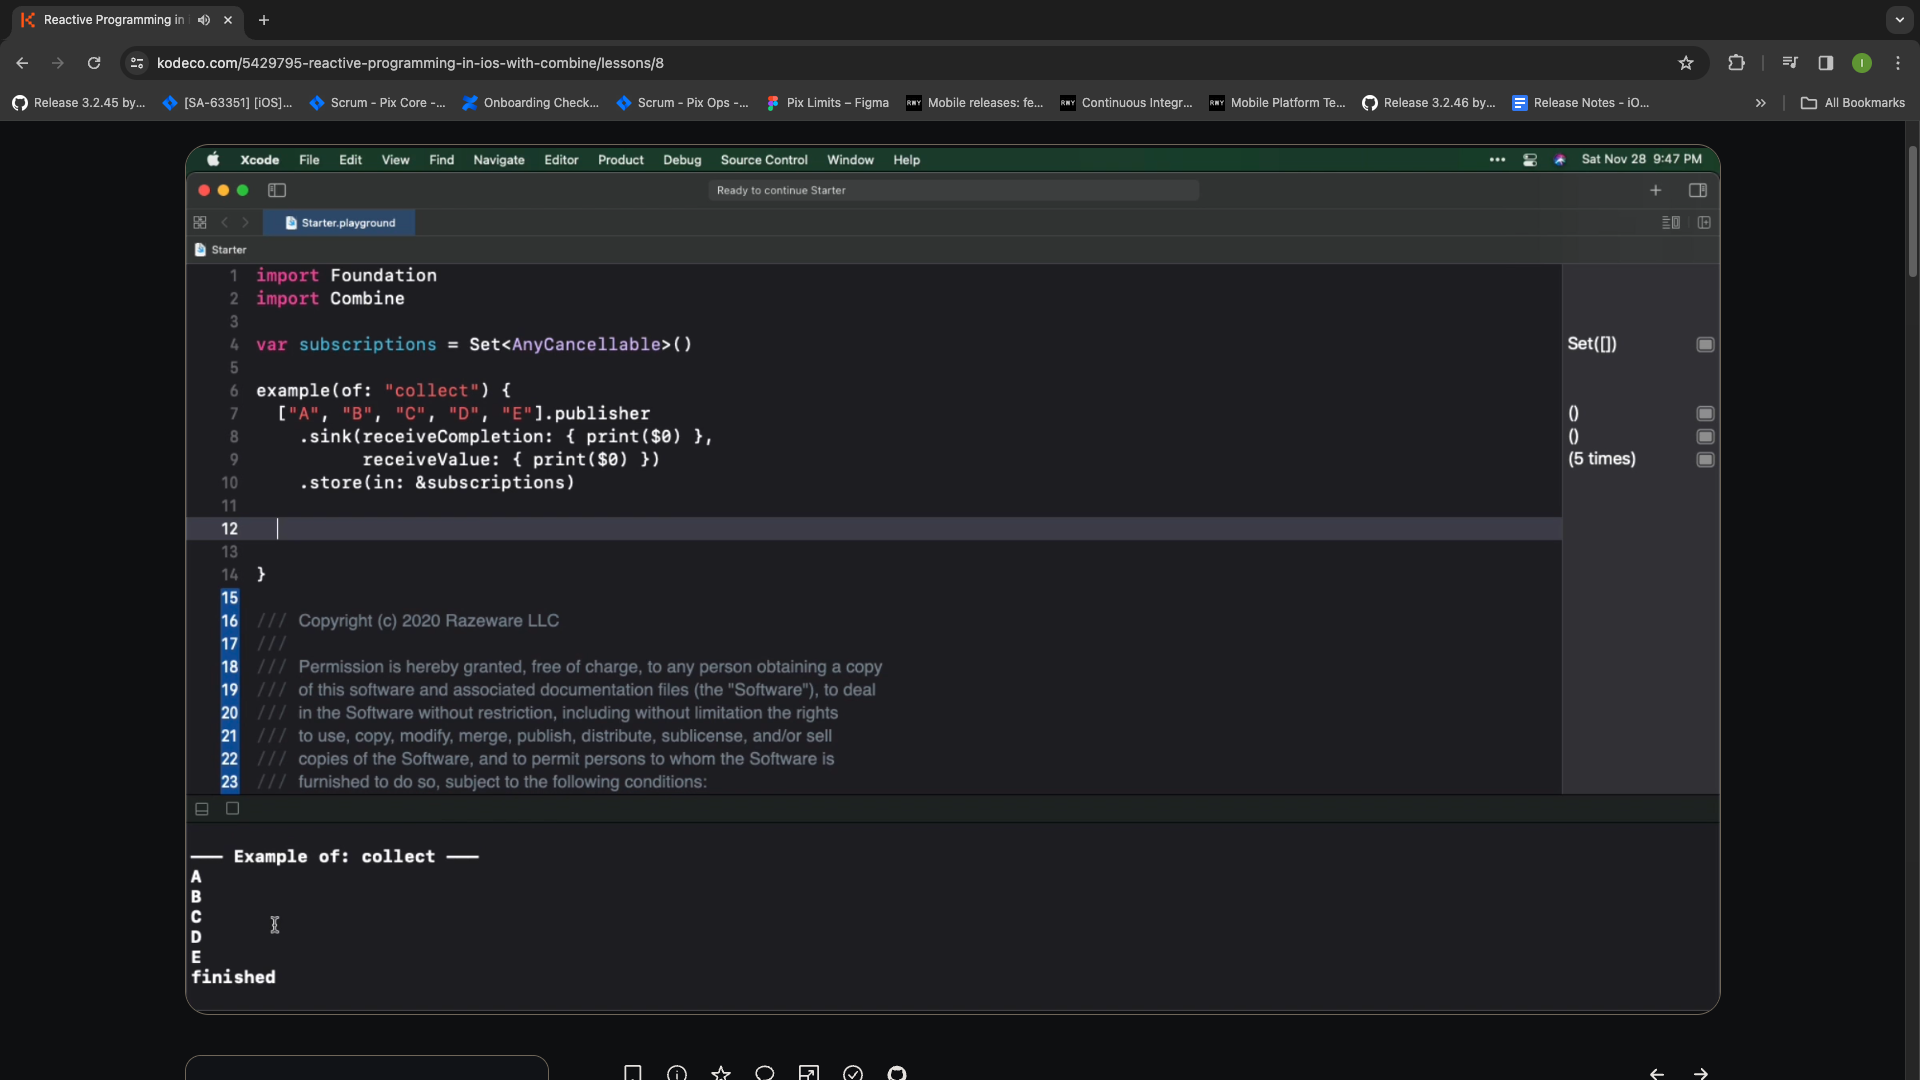 Reactive Programming in
kodeco.com/5429795-reactive-programming-in-ios-with-combine/lessons/8
I
Release 3.2.45 by...
[SA-63351] [iOS]...
Scrum - Pix Core -...
Onboarding Check...
Scrum - Pix Ops -...
Pix Limits – Figma
RWY Mobile releases: fe...
RWY Continuous Integr...
RWY Mobile Platform Te...
Release 3.2.46 by...
Release Notes - iO...
All Bookmarks
Xcode File Edit View Find Navigate Editor Product Debug Source Control Window Help
Sat Nov 28 9:47 PM
Ready to continue Starter
Starter.playground
Starter
1 import Foundation
2 import Combine
3
4 var subscriptions = Set<AnyCancellable>()
Set([])
5
6 example(of: "collect") {
7 ["A", "B", "C", "D", "E"].publisher
()
8 .sink(receiveCompletion: { print($0) },
()
9 receiveValue: { print($0) })
(5 times)
10 .store(in: &subscriptions)
11
12
13
14 }
15
16 /// Copyright (c) 2020 Razeware LLC
17 ///
18 /// Permission is hereby granted, free of charge, to any person obtaining a copy
19 /// of this software and associated documentation files (the "Software"), to deal
20 /// in the Software without restriction, including without limitation the rights
21 /// to use, copy, modify, merge, publish, distribute, sublicense, and/or sell
22 /// copies of the Software, and to permit persons to whom the Software is
23 /// furnished to do so, subject to the following conditions:
——— Example of: collect ———
A
B
C
D
E
finished